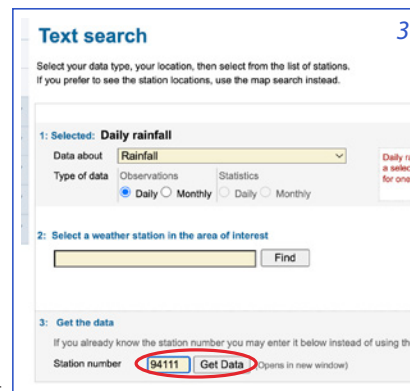 3
Text search
Select your data type, your location, then select from the list of stations.
If you prefer to see the station locations, use the map search instead.
1: Selected: Daily rainfall
Data about Rainfall
Daily
a selec
for one
Type of data Observations Statistics
Daily Monthly Daily Monthly
2: Select a weather station in the area of interest
Find
3: Get the data
If you already know the station number you may enter it below instead of using th
Station number 94111 Get Data (Opens in new window)